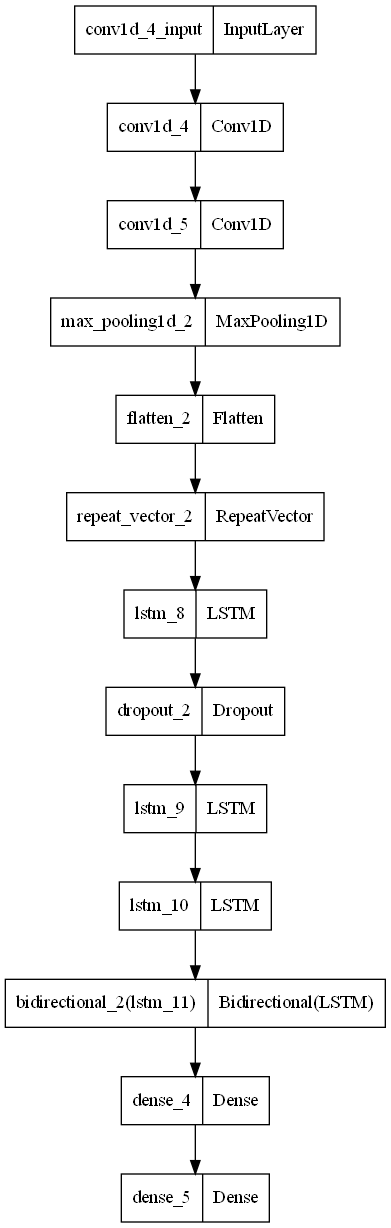 conv1d_4_input InputLayer
conv1d_4 Conv1D
conv1d_5 Conv1D
max_pooling1d_2 MaxPooling1D
flatten_2 Flatten
repeat_vector_2 RepeatVector
lstm_8 LSTM
dropout_2 Dropout
lstm_9 LSTM
lstm_10 LSTM
bidirectional_2(lstm_11) Bidirectional(LSTM)
dense_4 Dense
dense_5 Dense